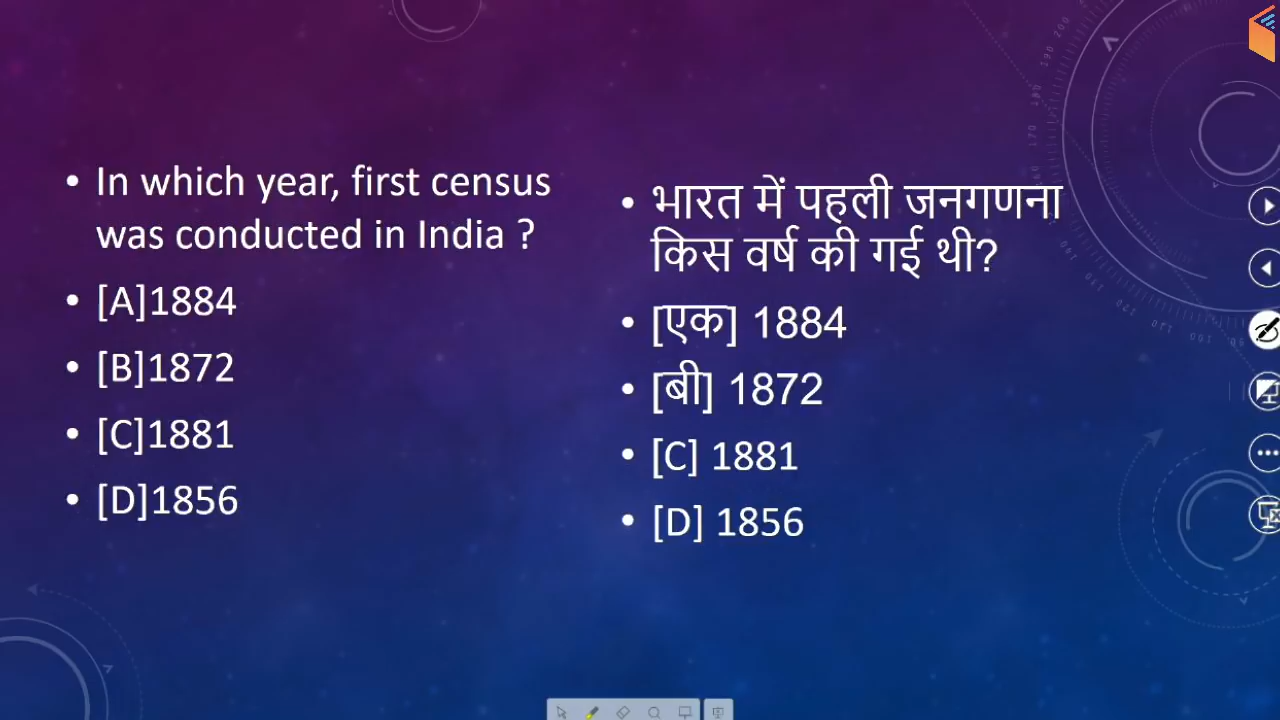 • In which year, first census
was conducted in India ?
• [A]1884
• [B]1872
• [C]1881
• [D]1856
• भारत में पहली जनगणना
किस वर्ष की गई थी?
• [एक] 1884
• [बी] 1872
• [C] 1881
• [D] 1856